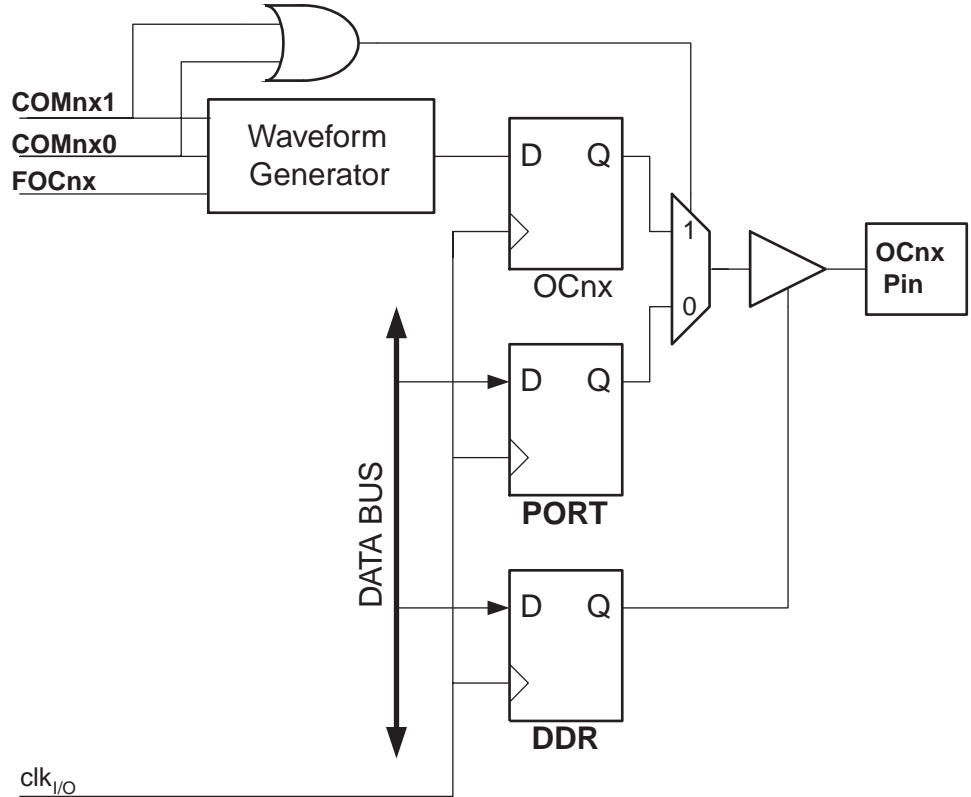 COMnx1
COMnx0
FOCnx
Waveform
Generator
D Q
OCnx
1
0
OCnx
Pin
D Q
PORT
DATA BUS
D Q
DDR
clkI/O